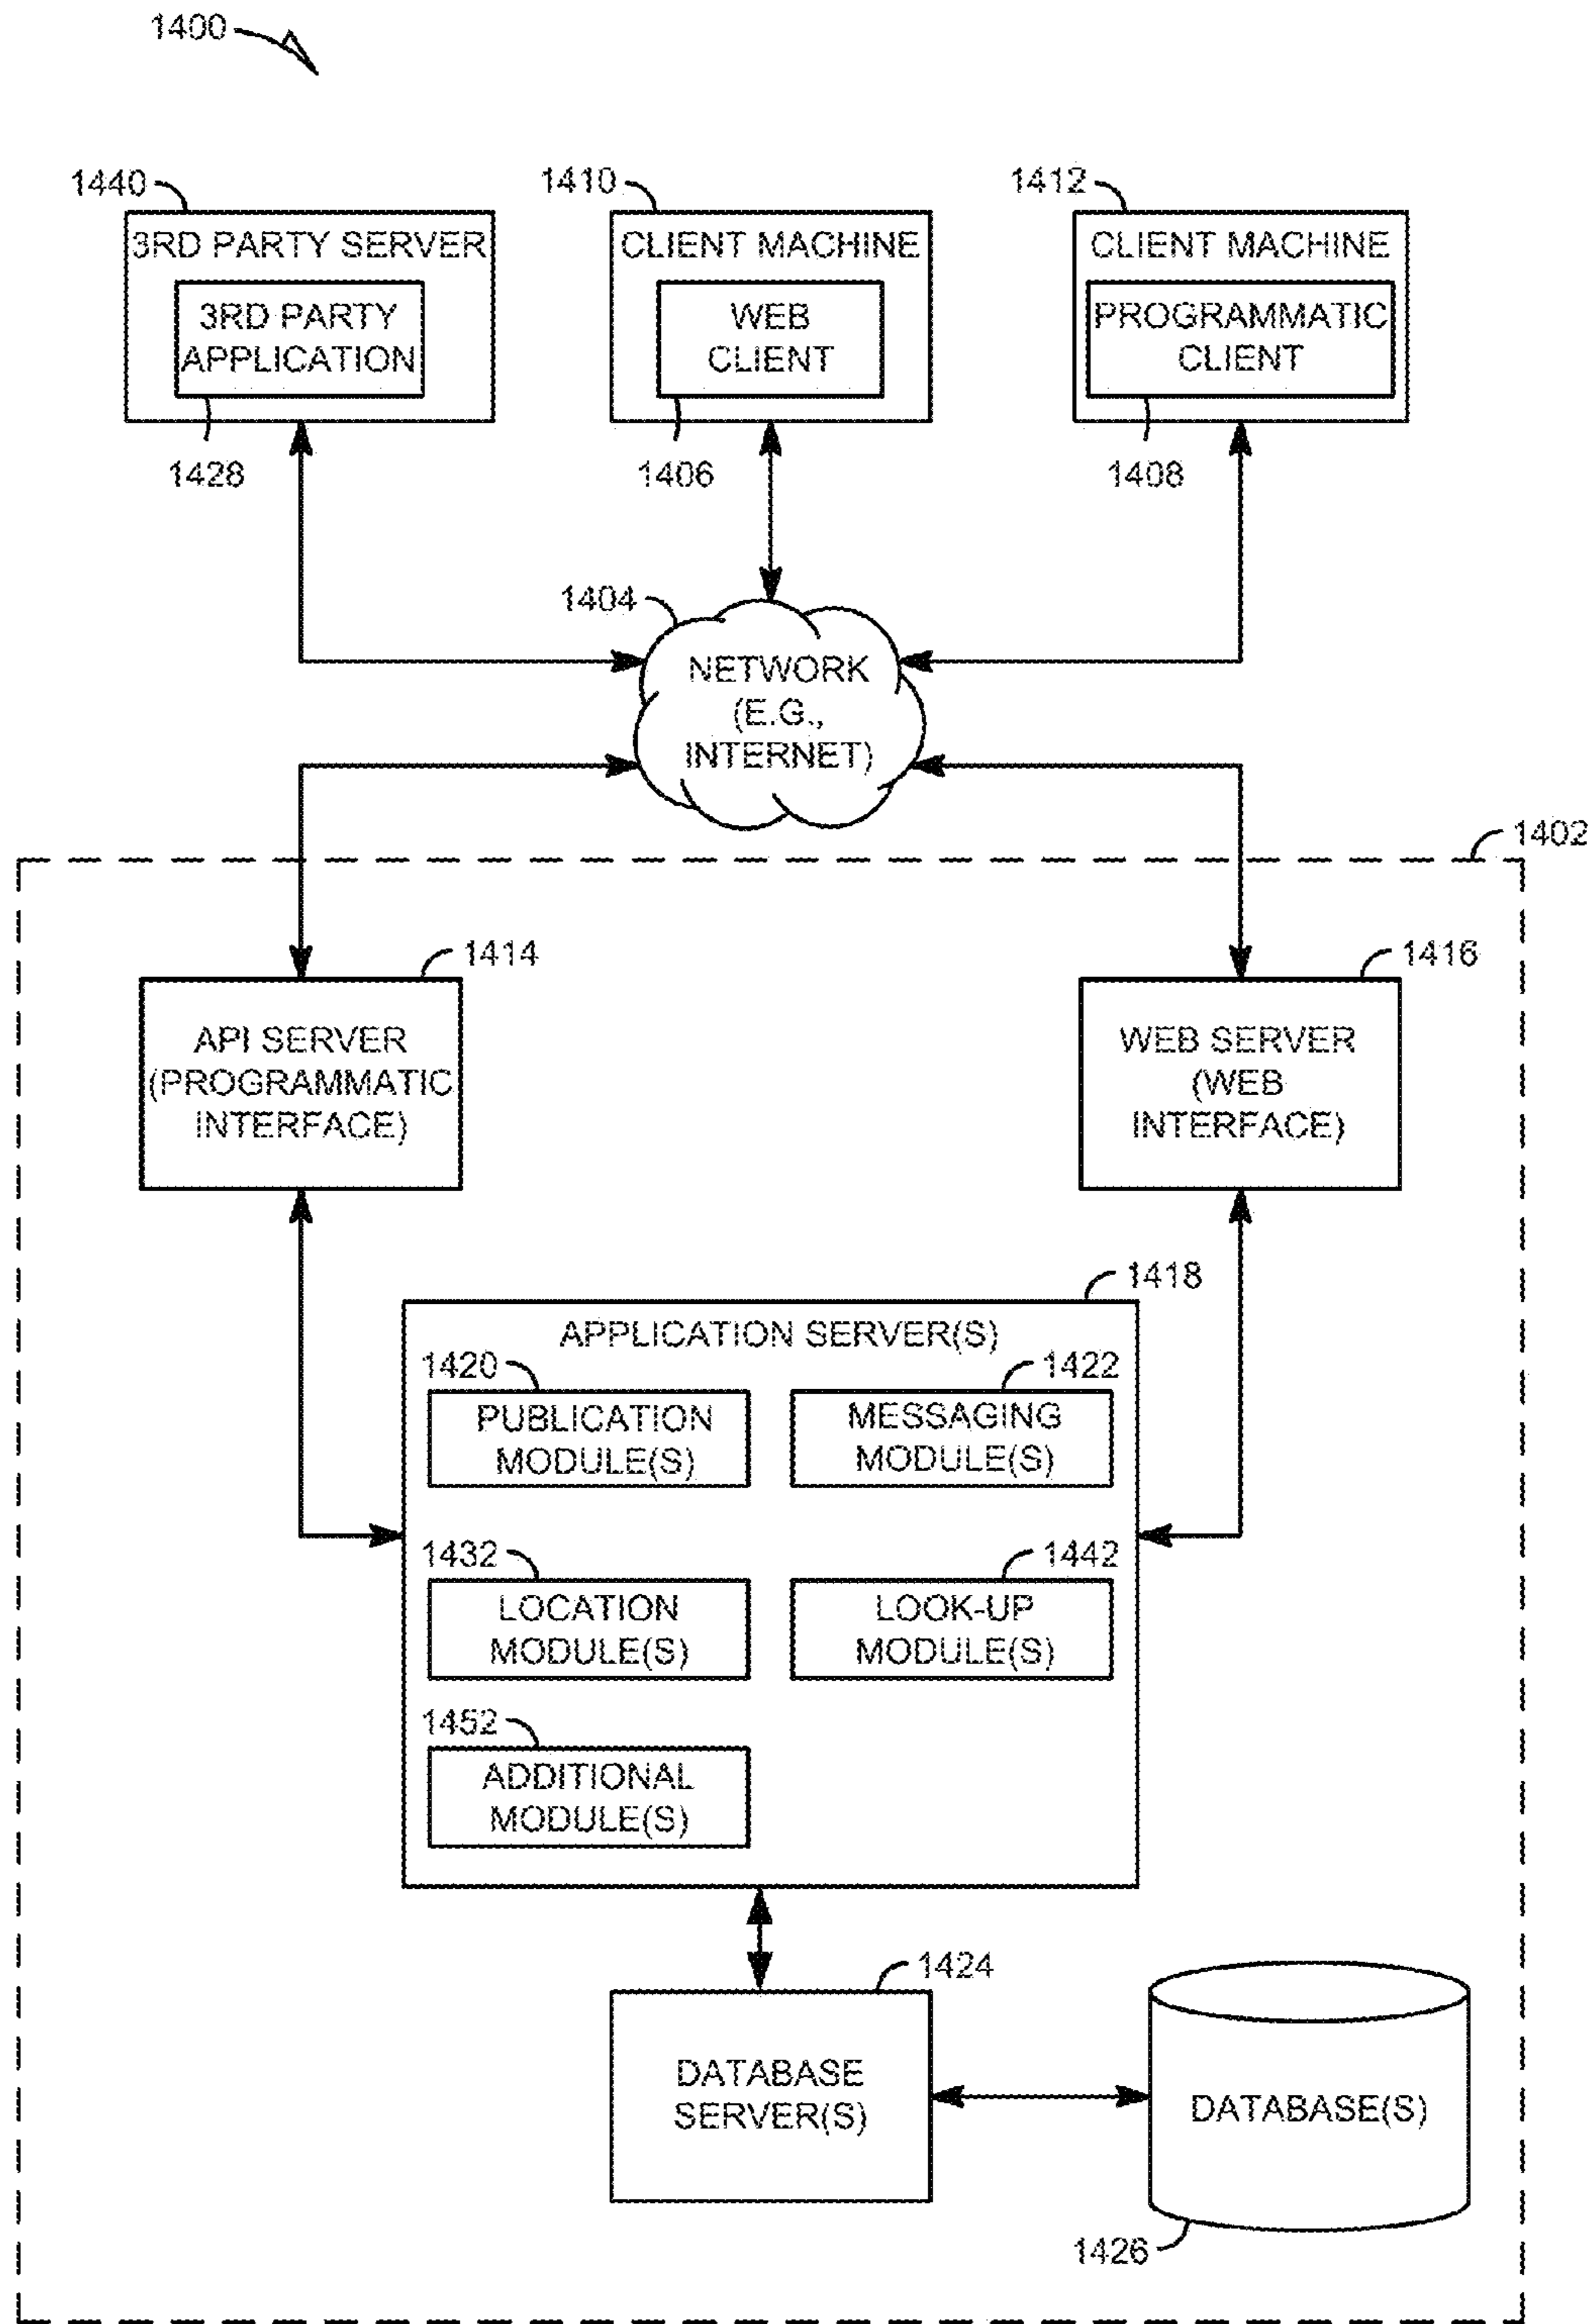 1400
1440
1410
1412
3RD PARTY SERVER
CLIENT MACHINE
CLIENT MACHINE
3RD PARTY
APPLICATION
WEB
CLIENT
PROGRAMMATIC
CLIENT
1428
1406
1408
1404
NETWORK
(E.G.,
INTERNET)
1402
1414
1416
API SERVER
(PROGRAMMATIC
INTERFACE)
WEB SERVER
(WEB
INTERFACE)
1418
APPLICATION SERVER(S)
1420
1422
PUBLICATION
MODULE(S)
MESSAGING
MODULE(S)
1432
1442
LOCATION
MODULE(S)
LOOK-UP
MODULE(S)
1452
ADDITIONAL
MODULE(S)
1424
DATABASE
SERVER(S)
DATABASE(S)
1426